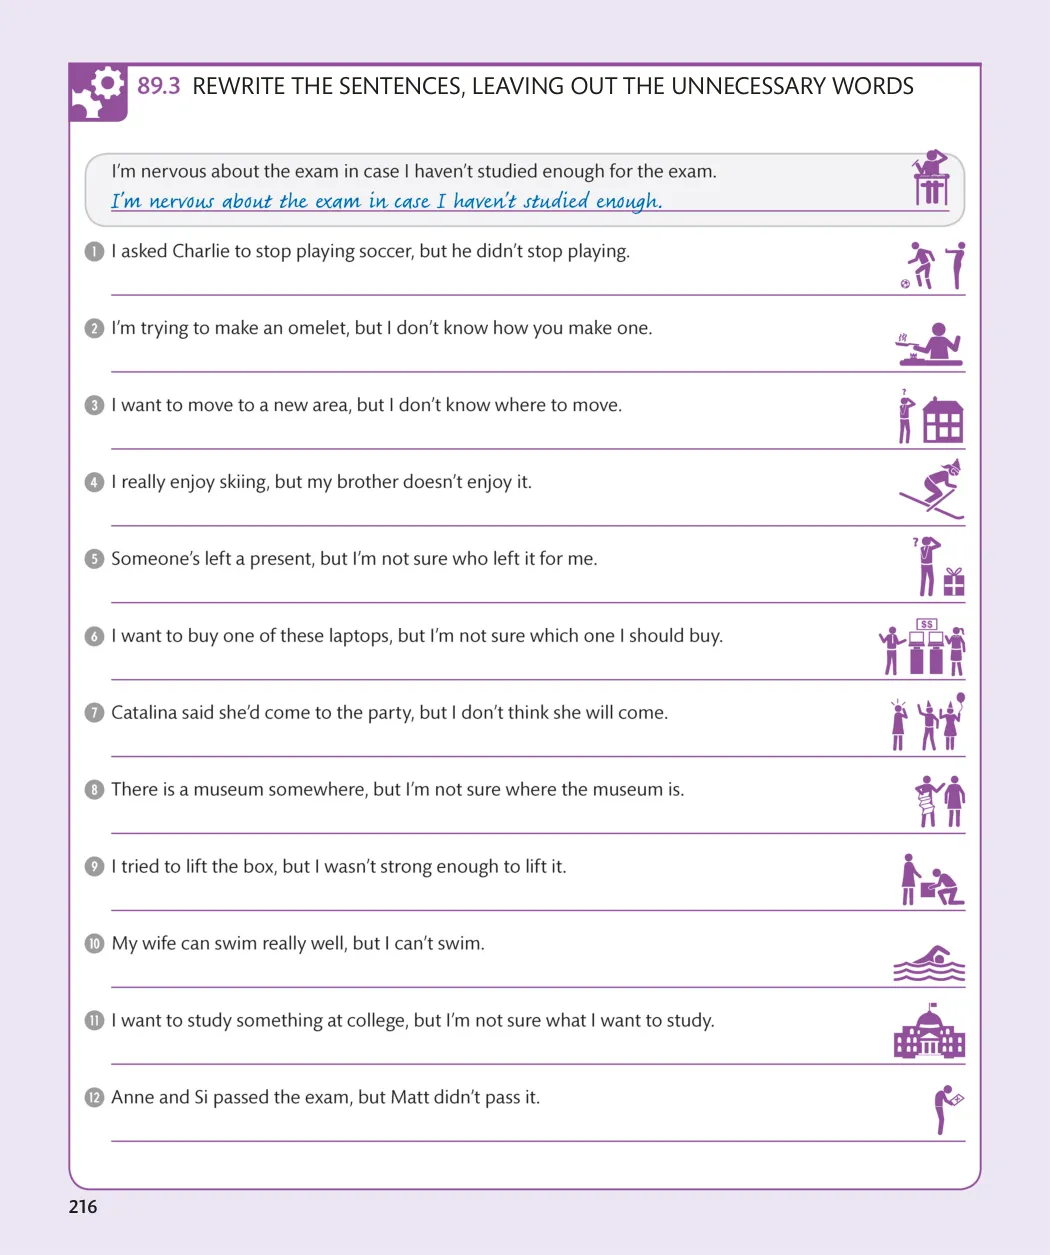 89.3 REWRITE THE SENTENCES, LEAVING OUT THE UNNECESSARY WORDS
I’m nervous about the exam in case I haven’t studied enough for the exam.
I’m nervous about the exam in case I haven’t studied enough.
1 I asked Charlie to stop playing soccer, but he didn’t stop playing.
2 I’m trying to make an omelet, but I don’t know how you make one.
?
3 I want to move to a new area, but I don’t know where to move.
4 I really enjoy skiing, but my brother doesn’t enjoy it.
?
5 Someone’s left a present, but I’m not sure who left it for me.
$$
6 I want to buy one of these laptops, but I’m not sure which one I should buy.
7 Catalina said she’d come to the party, but I don’t think she will come.
8 There is a museum somewhere, but I’m not sure where the museum is.
9 I tried to lift the box, but I wasn’t strong enough to lift it.
10 My wife can swim really well, but I can’t swim.
11 I want to study something at college, but I’m not sure what I want to study.
12 Anne and Si passed the exam, but Matt didn’t pass it.
216